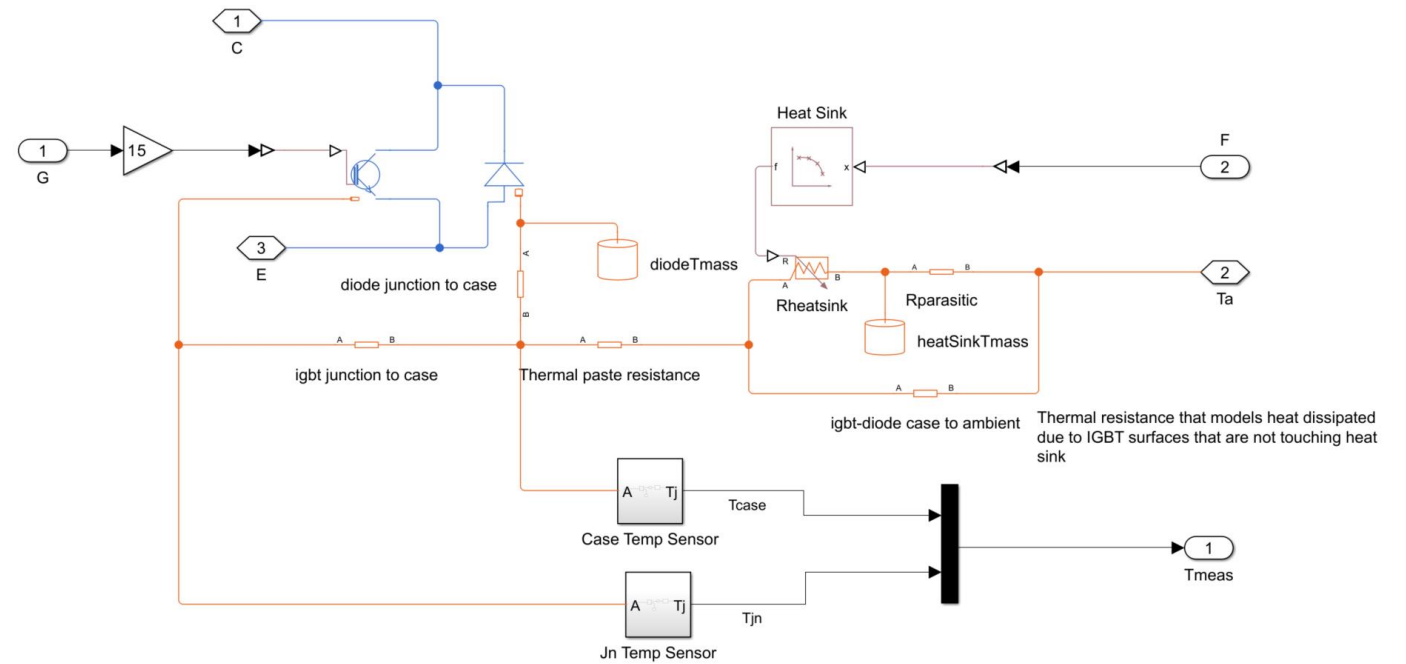 1
C
Heat Sink
F
1
G
15
f
x
2
3
E
A
diodeTmass
R
A
B
2
Ta
diode junction to case
Rheatsink
A
B
Rparasitic
B
heatSinkTmass
A
B
A
B
igbt junction to case
Thermal paste resistance
A
B
igbt-diode case to ambient
Thermal resistance that models heat dissipated
due to IGBT surfaces that are not touching heat
sink
A
Tj
Tcase
Case Temp Sensor
1
Tmeas
A
Tj
Tjn
Jn Temp Sensor